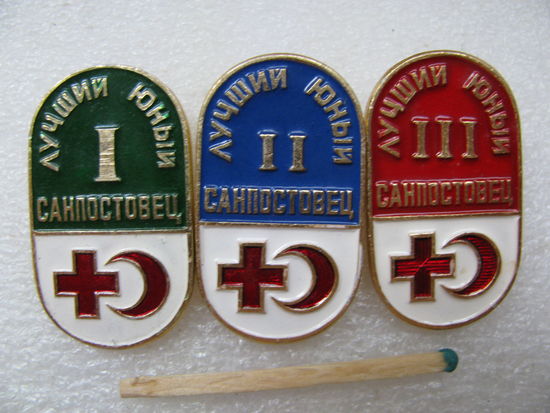 ЛУЧШИЙ ЮНЫЙ
I
САНПОСТОВЕЦ
ЛУЧШИЙ ЮНЫЙ
II
САНПОСТОВЕЦ
ЛУЧШИЙ ЮНЫЙ
III
САНПОСТОВЕЦ